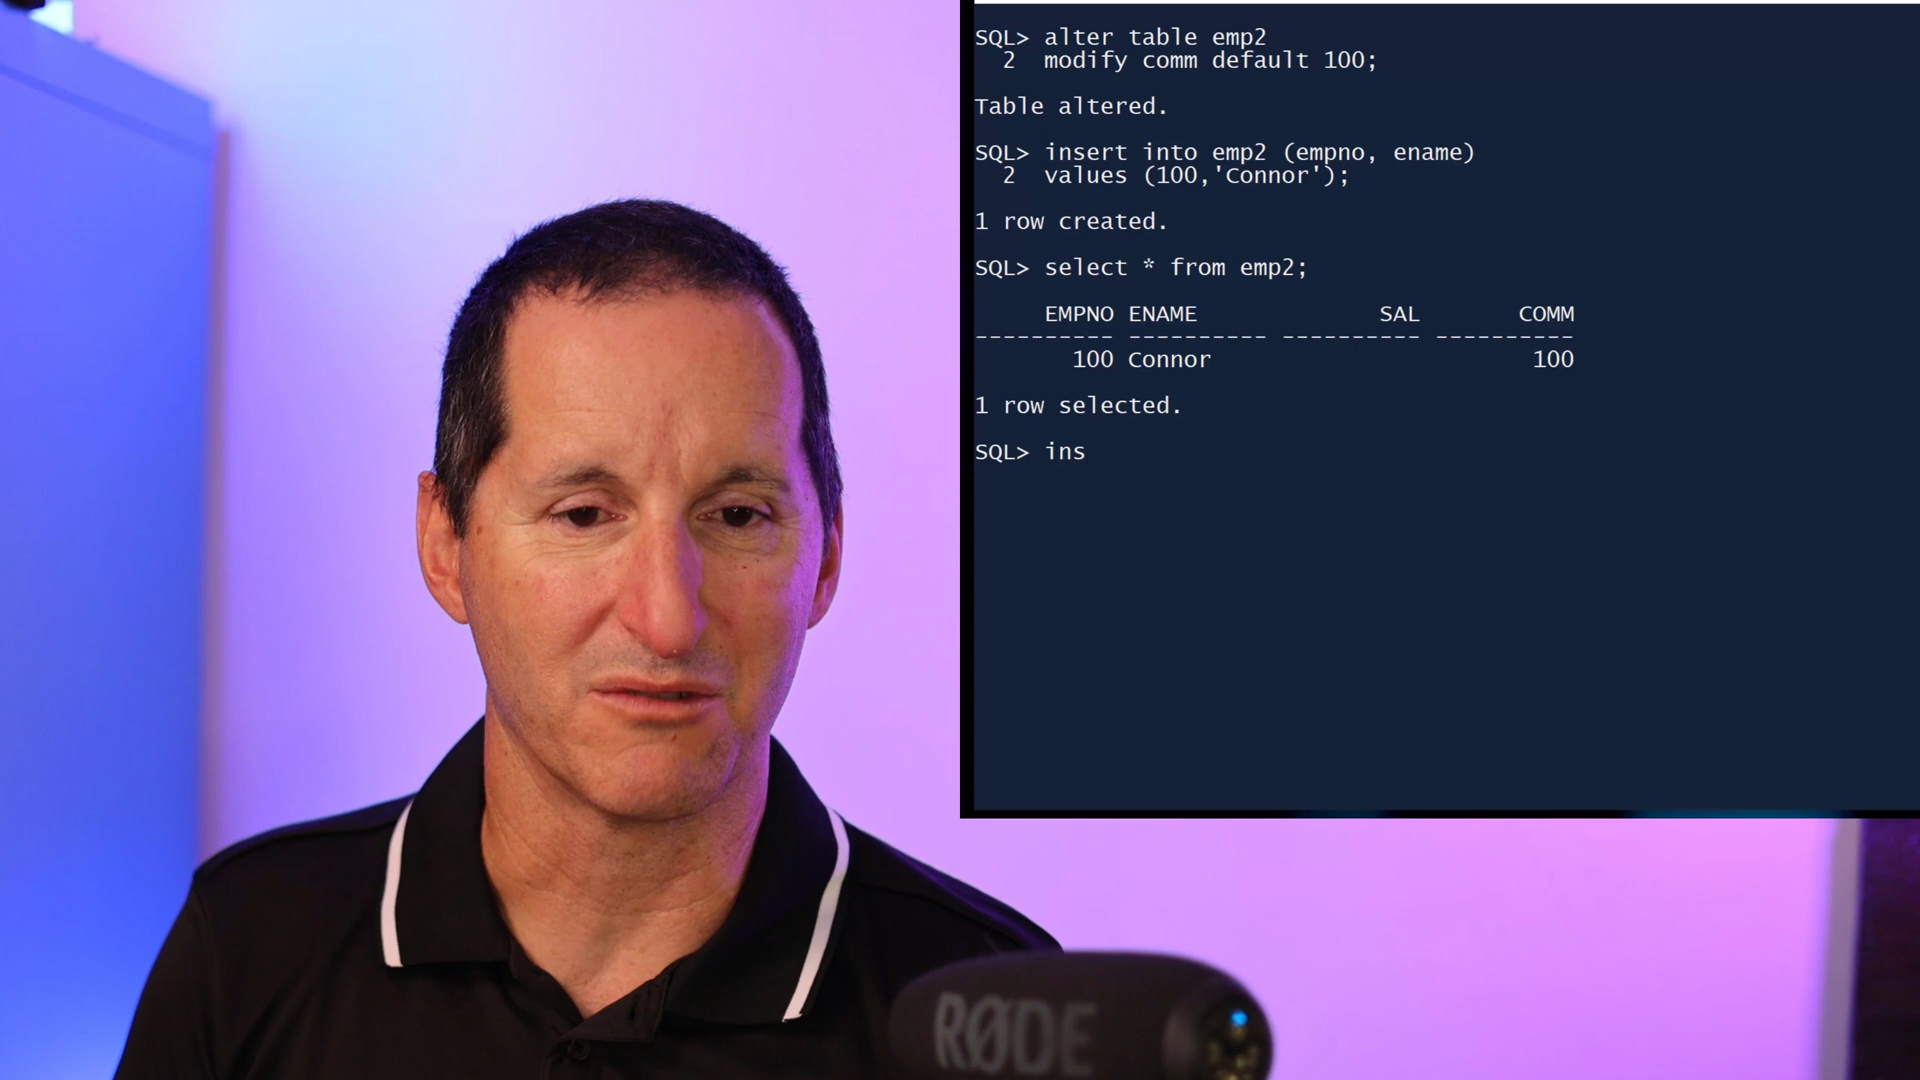 SQL> alter table emp2
  2  modify comm default 100;
Table altered.
SQL> insert into emp2 (empno, ename)
  2  values (100,'Connor');
1 row created.
SQL> select * from emp2;
     EMPNO ENAME             SAL       COMM
---------- ---------- ---------- ----------
       100 Connor                       100
1 row selected.
SQL> ins
RØDE